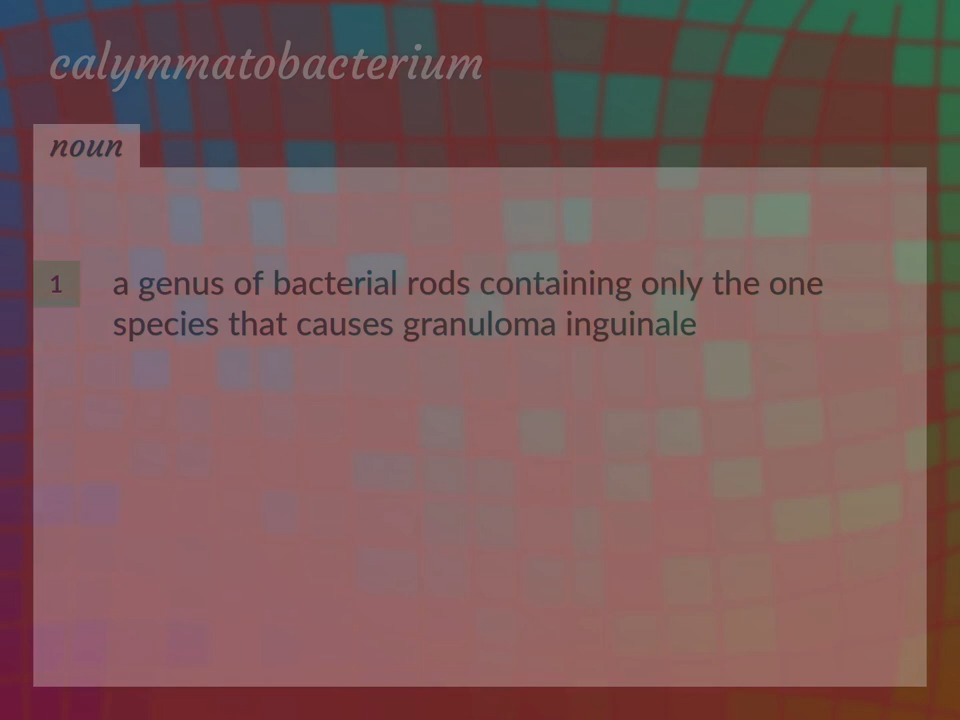 calymmatobacterium
noun
1 a genus of bacterial rods containing only the one
species that causes granuloma inguinale